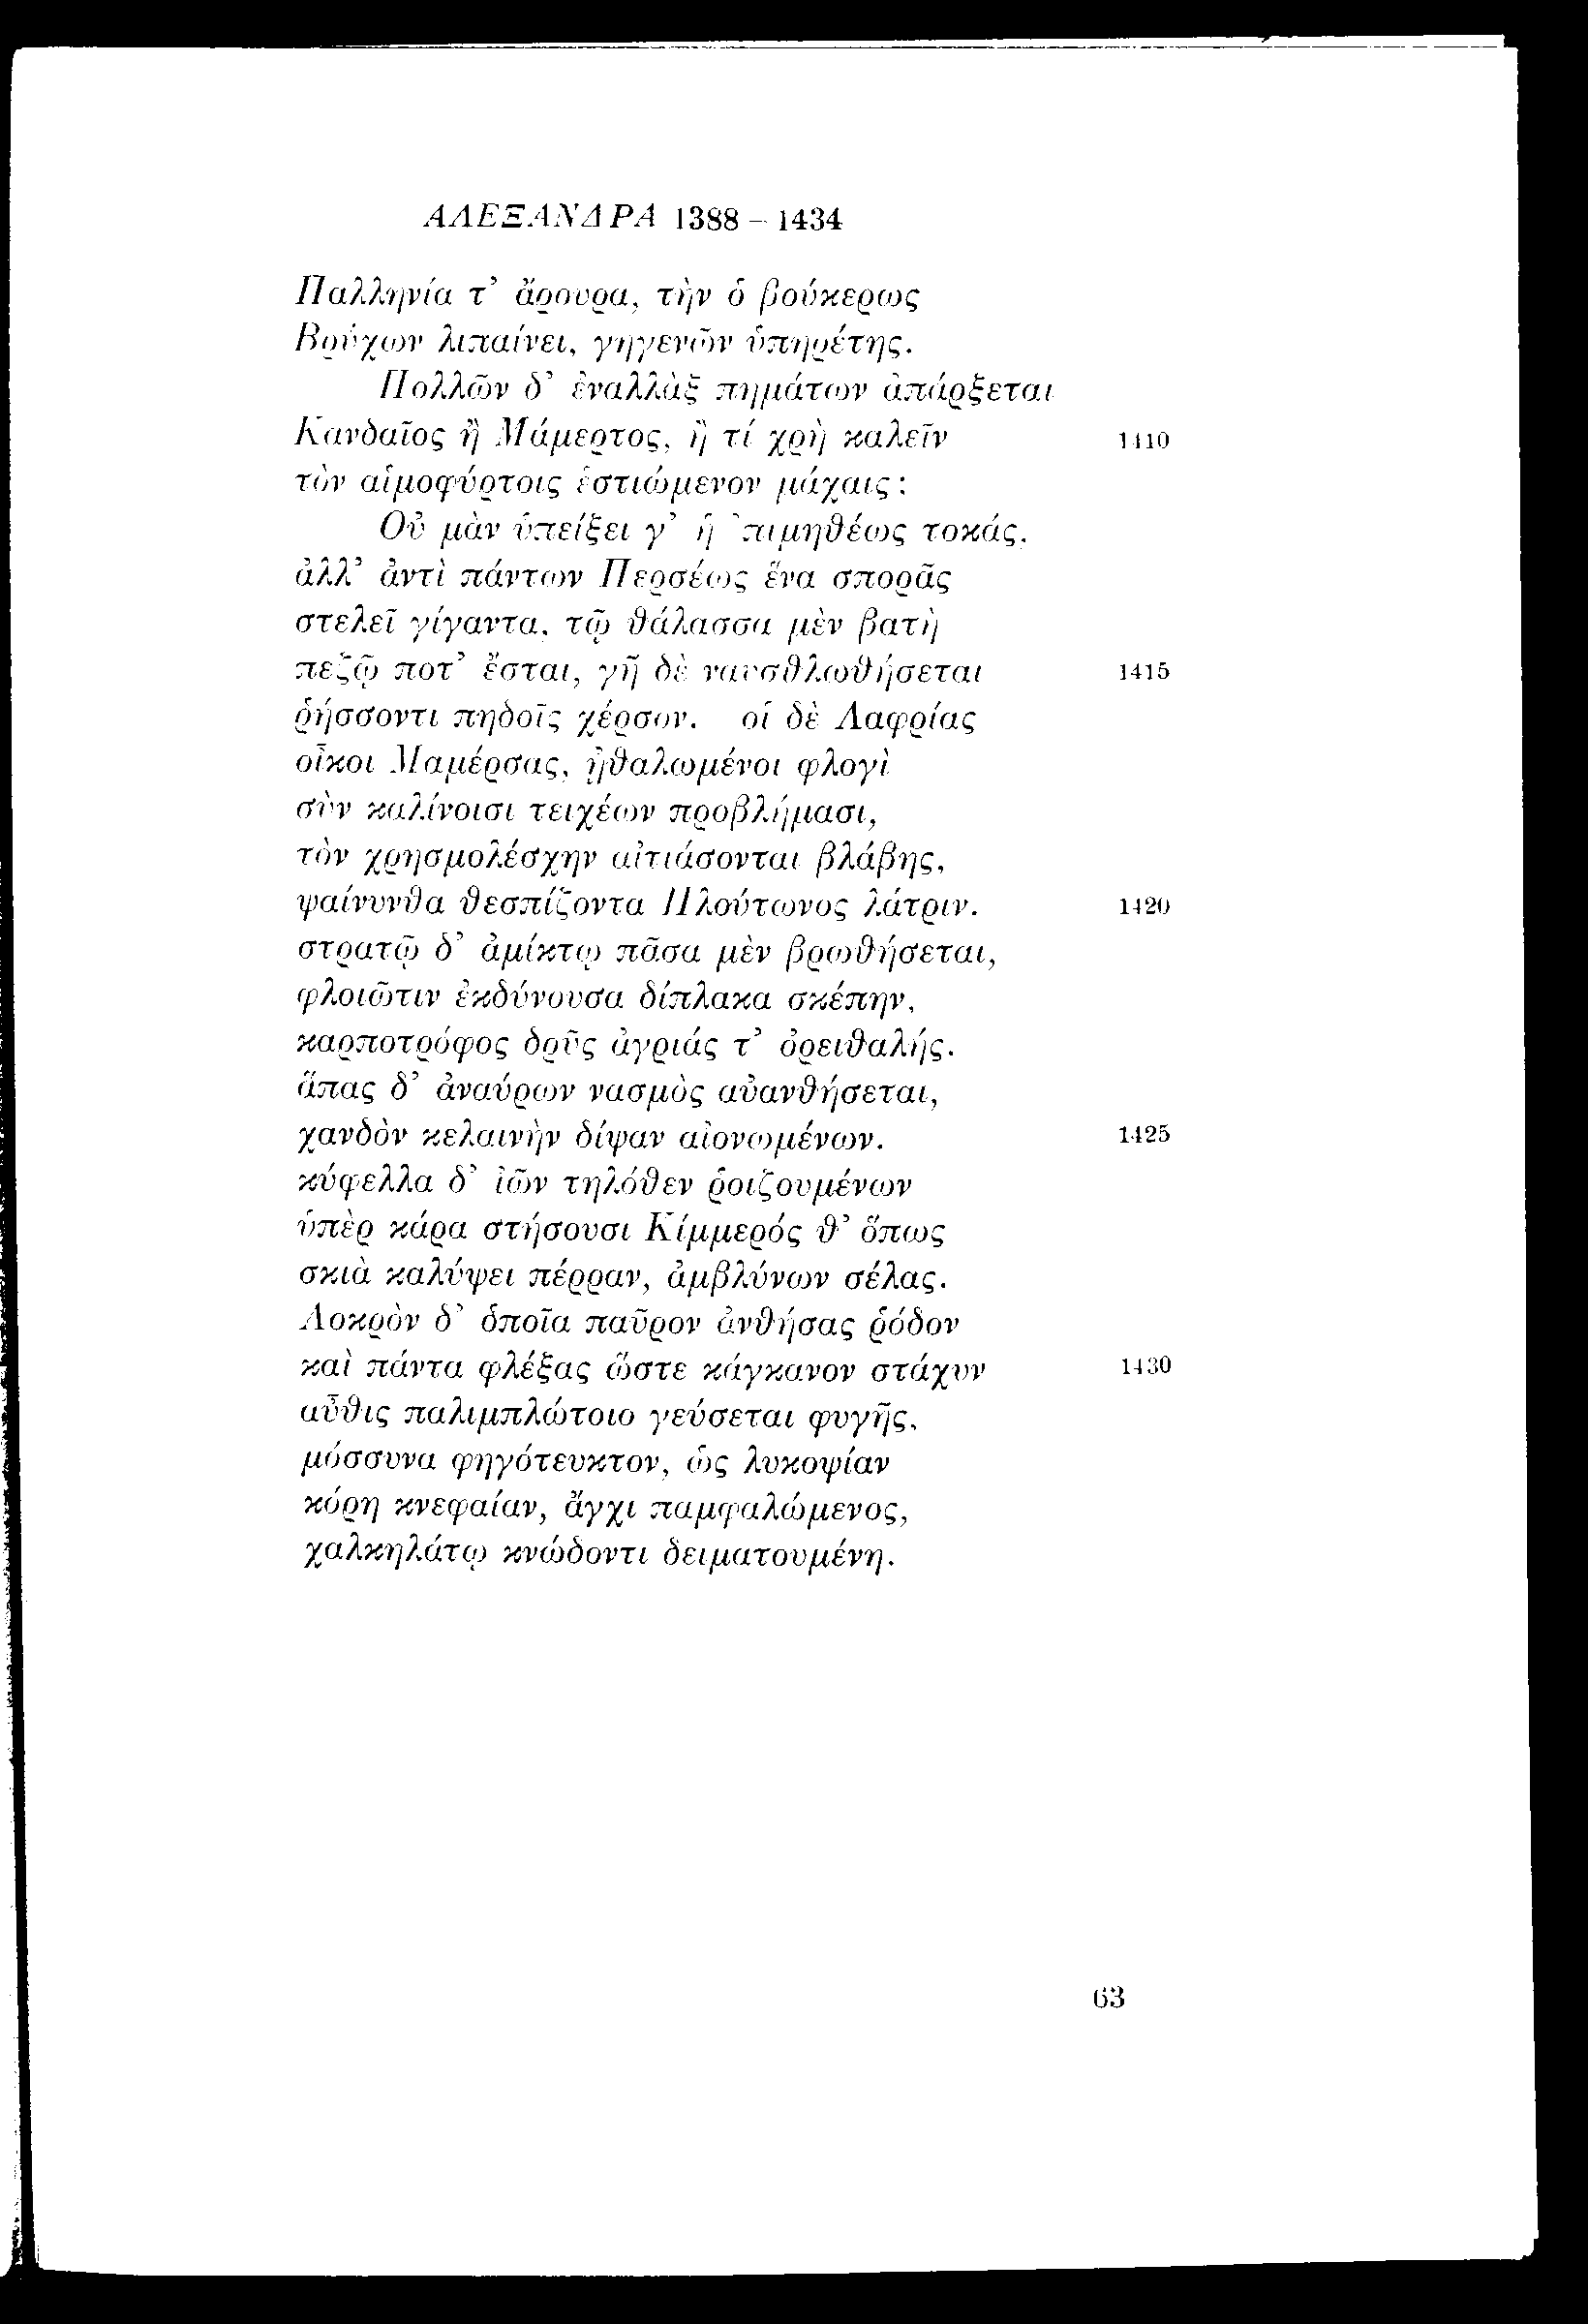 ΑΛΕΞΑΝΔΡΑ 1388 – 1434
Παλληνία τ’ ἄρουρα, τὴν ὁ βούκερως
Βρύχων λιπαίνει, γηγενῶν ὑπηρέτης.
Πολλῶν δ’ ἐναλλὰξ πημάτων ἀπάρξεται
Κανδαῖος ἢ Μάμερτος, ἢ τί χρὴ καλεῖν 1410
τὸν αἱμοφύρτοις ἑστιώμενον μάχαις;
Οὐ μὰν ὑπείξει γ’ ἡ ᾿πιμηθέως τοκάς,
ἀλλ’ ἀντὶ πάντων Περσέως ἕνα σπορᾶς
στελεῖ γίγαντα, τῷ θάλασσα μὲν βατὴ
πεζῷ ποτ’ ἔσται, γῆ δὲ ναυσθλωθήσεται 1415
ῥήσσοντι πηδοῖς χέρσον. οἱ δὲ Λαφρίας
οἶκοι Μαμέρσας, ᾐθαλωμένοι φλογὶ
σὺν καλίνοισι τειχέων προβλήμασι,
τὸν χρησμολέσχην αἰτιάσονται βλάβης,
ψαίνυνθα θεσπίζοντα Πλούτωνος λάτριν. 1420
στρατῷ δ’ ἀμίκτῳ πᾶσα μὲν βρωθήσεται,
φλοιῶτιν ἐκδύνουσα δίπλακα σκέπην,
καρποτρόφος δρῦς ἀγριάς τ’ ὀρειθαλής.
ἅπας δ’ ἀναύρων νασμὸς αὐανθήσεται,
χανδὸν κελαινὴν δίψαν αἰονωμένων. 1425
κύφελλα δ’ ἰῶν τηλόθεν ῥοιζουμένων
ὑπὲρ κάρα στήσουσι Κίμμερός θ’ ὅπως
σκιὰ καλύψει πέρραν, ἀμβλύνων σέλας.
Λοκρὸν δ’ ὁποῖα παῦρον ἀνθήσας ῥόδον
καὶ πάντα φλέξας ὥστε κάγκανον στάχυν 1430
αὖθις παλιμπλώτοιο γεύσεται φυγῆς,
μόσσυνα φηγότευκτον, ὡς λυκοψίαν
κόρη κνεφαίαν, ἄγχι παμφαλώμενος,
χαλκηλάτῳ κνώδοντι δειματουμένη.
63